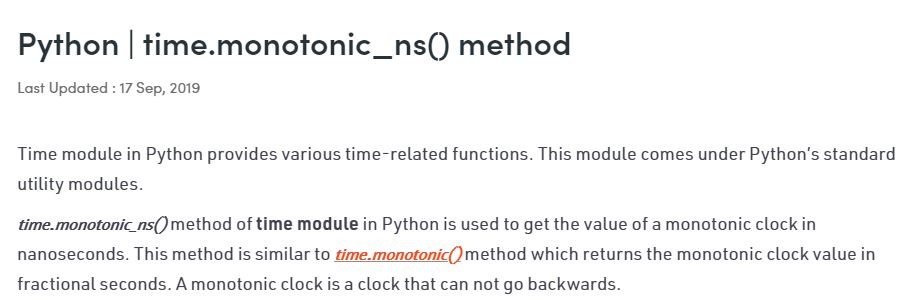 Python | time.monotonic_ns() method
Last Updated : 17 Sep, 2019
Time module in Python provides various time-related functions. This module comes under Python's standard
utility modules.
time.monotonic_ns() method of time module in Python is used to get the value of a monotonic clock in
nanoseconds. This method is similar to time.monotonic() method which returns the monotonic clock value in
fractional seconds. A monotonic clock is a clock that can not go backwards.